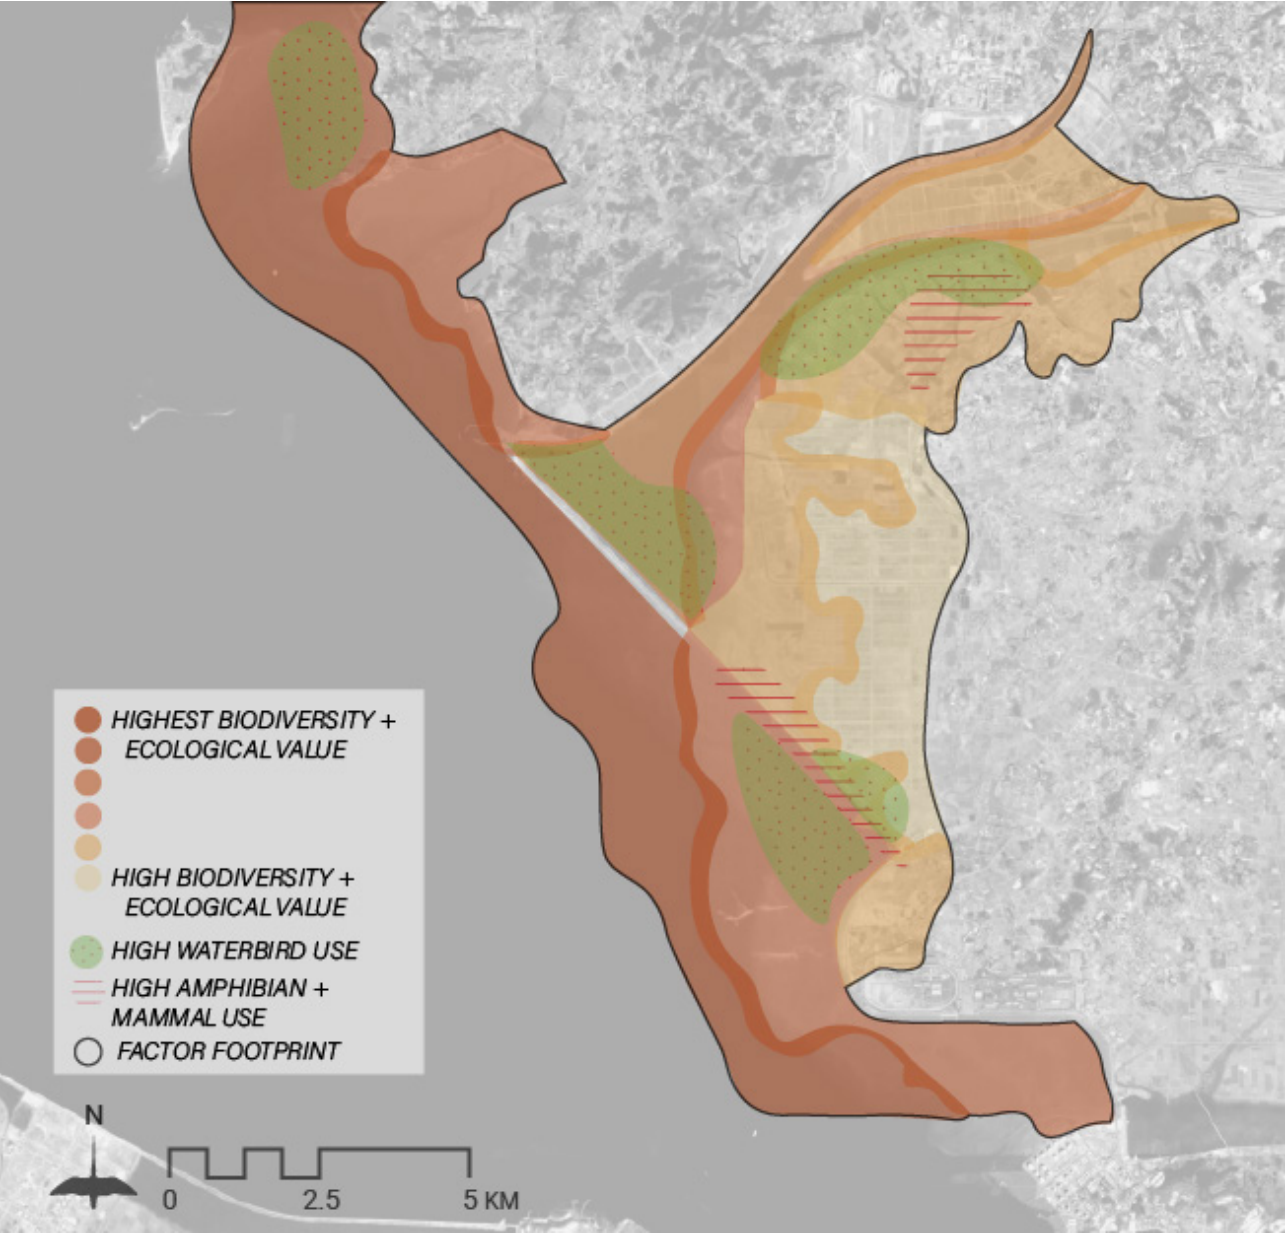 HIGHEST BIODIVERSITY +
ECOLOGICAL VALUE
HIGH BIODIVERSITY +
ECOLOGICAL VALUE
HIGH WATERBIRD USE
HIGH AMPHIBIAN +
MAMMAL USE
FACTOR FOOTPRINT
N
0 2.5 5 KM